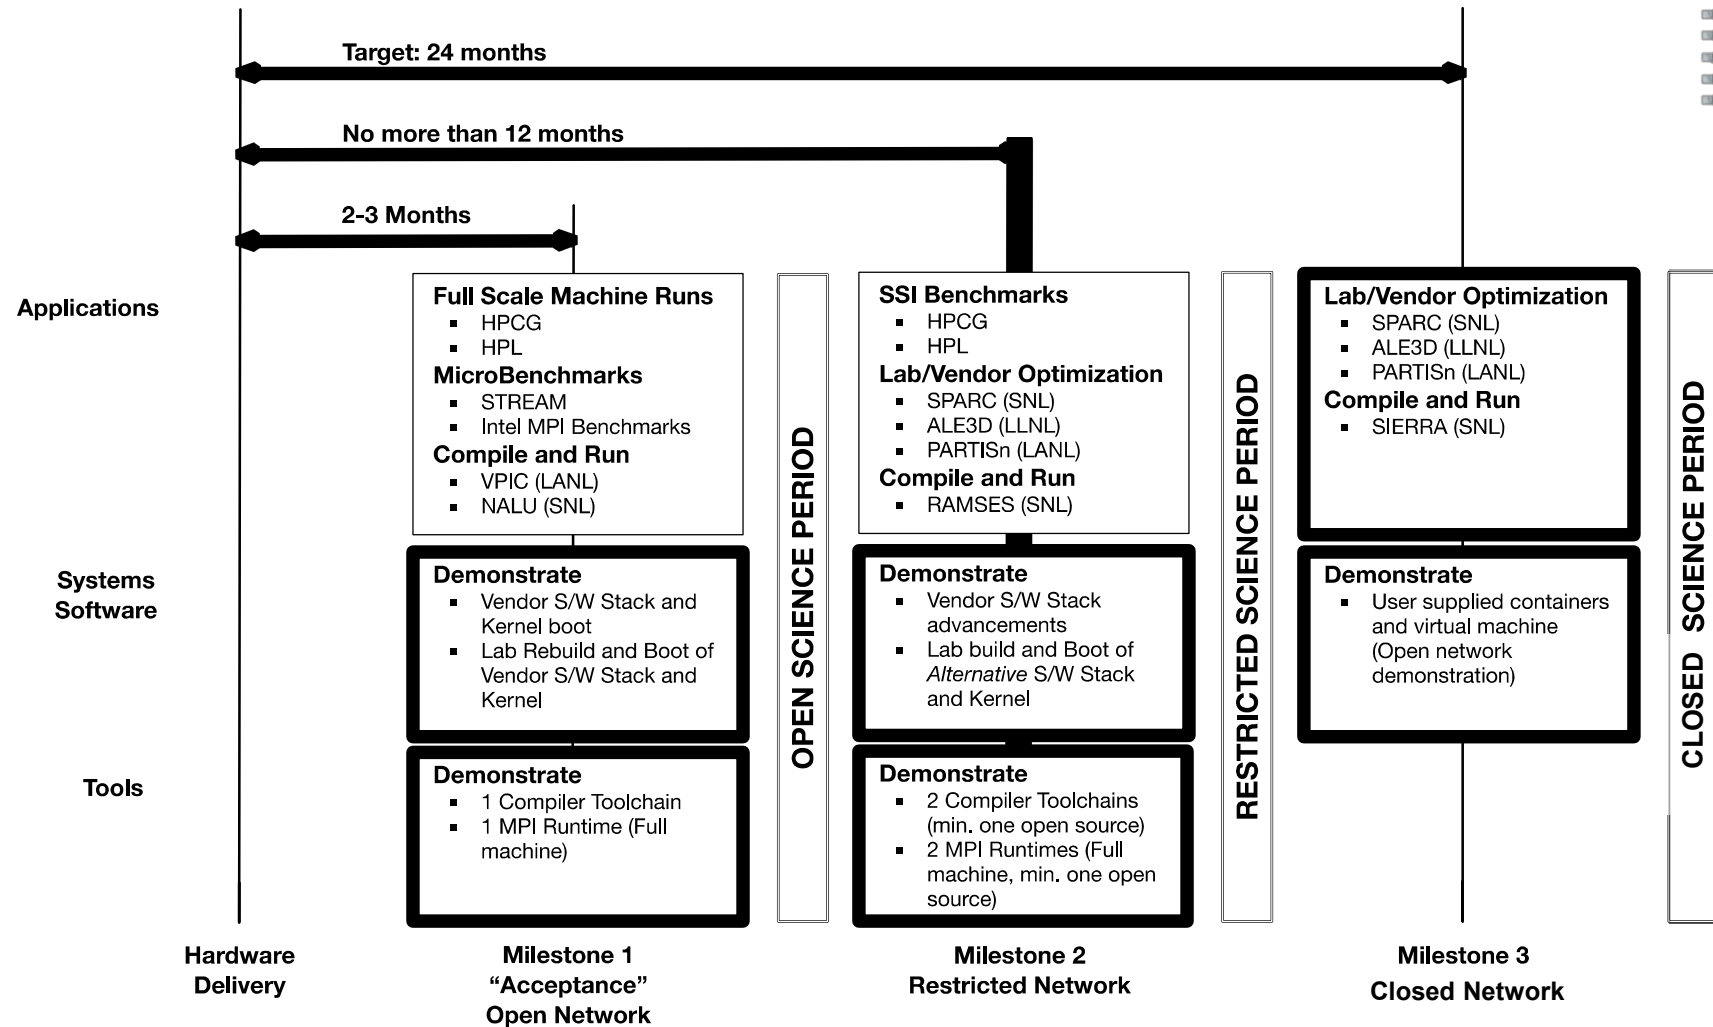 Target: 24 months
No more than 12 months
2-3 Months
Applications
Full Scale Machine Runs
▪ HPCG
▪ HPL
MicroBenchmarks
▪ STREAM
▪ Intel MPI Benchmarks
Compile and Run
▪ VPIC (LANL)
▪ NALU (SNL)
SSI Benchmarks
▪ HPCG
▪ HPL
Lab/Vendor Optimization
▪ SPARC (SNL)
▪ ALE3D (LLNL)
▪ PARTISn (LANL)
Compile and Run
▪ RAMSES (SNL)
Lab/Vendor Optimization
▪ SPARC (SNL)
▪ ALE3D (LLNL)
▪ PARTISn (LANL)
Compile and Run
▪ SIERRA (SNL)
Systems
Software
Demonstrate
▪ Vendor S/W Stack and
Kernel boot
▪ Lab Rebuild and Boot of
Vendor S/W Stack and
Kernel
Demonstrate
▪ Vendor S/W Stack
advancements
▪ Lab build and Boot of
Alternative S/W Stack
and Kernel
Demonstrate
▪ User supplied containers
and virtual machine
(Open network
demonstration)
Tools
Demonstrate
▪ 1 Compiler Toolchain
▪ 1 MPI Runtime (Full
machine)
Demonstrate
▪ 2 Compiler Toolchains
(min. one open source)
▪ 2 MPI Runtimes (Full
machine, min. one open
source)
OPEN SCIENCE PERIOD
RESTRICTED SCIENCE PERIOD
CLOSED SCIENCE PERIOD
Hardware
Delivery
Milestone 1
“Acceptance”
Open Network
Milestone 2
Restricted Network
Milestone 3
Closed Network